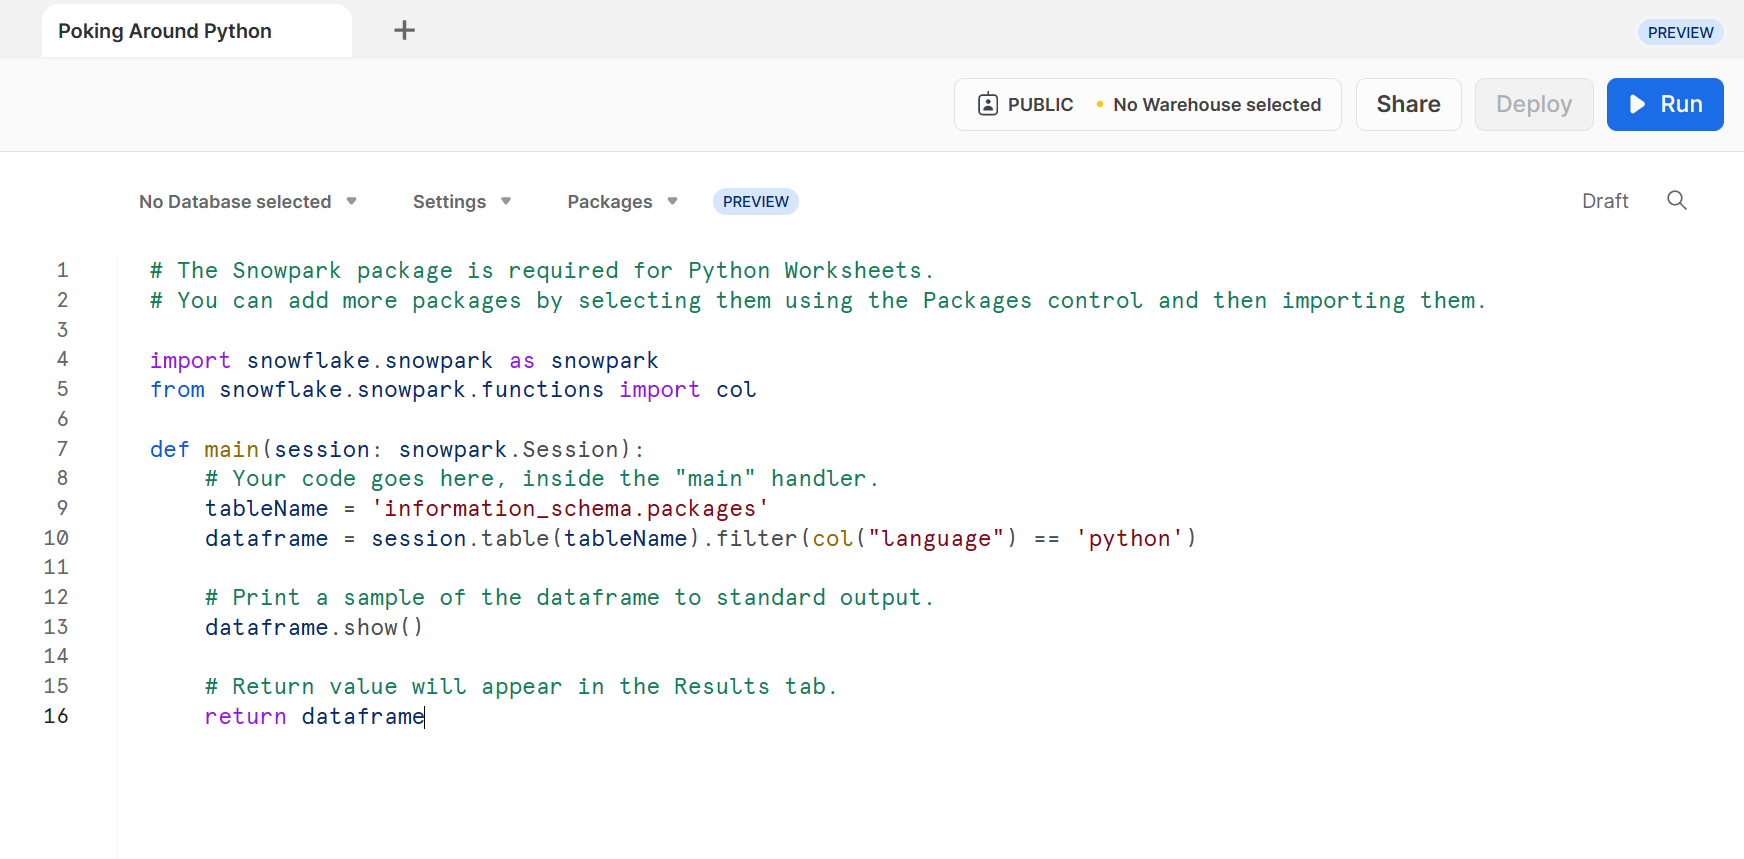 Poking Around Python +
PREVIEW
PUBLIC • No Warehouse selected Share Deploy Run
No Database selected Settings Packages PREVIEW Draft
1 # The Snowpark package is required for Python Worksheets.
2 # You can add more packages by selecting them using the Packages control and then importing them.
3
4 import snowflake.snowpark as snowpark
5 from snowflake.snowpark.functions import col
6
7 def main(session: snowpark.Session):
8     # Your code goes here, inside the "main" handler.
9     tableName = 'information_schema.packages'
10     dataframe = session.table(tableName).filter(col("language") == 'python')
11
12     # Print a sample of the dataframe to standard output.
13     dataframe.show()
14
15     # Return value will appear in the Results tab.
16     return dataframe